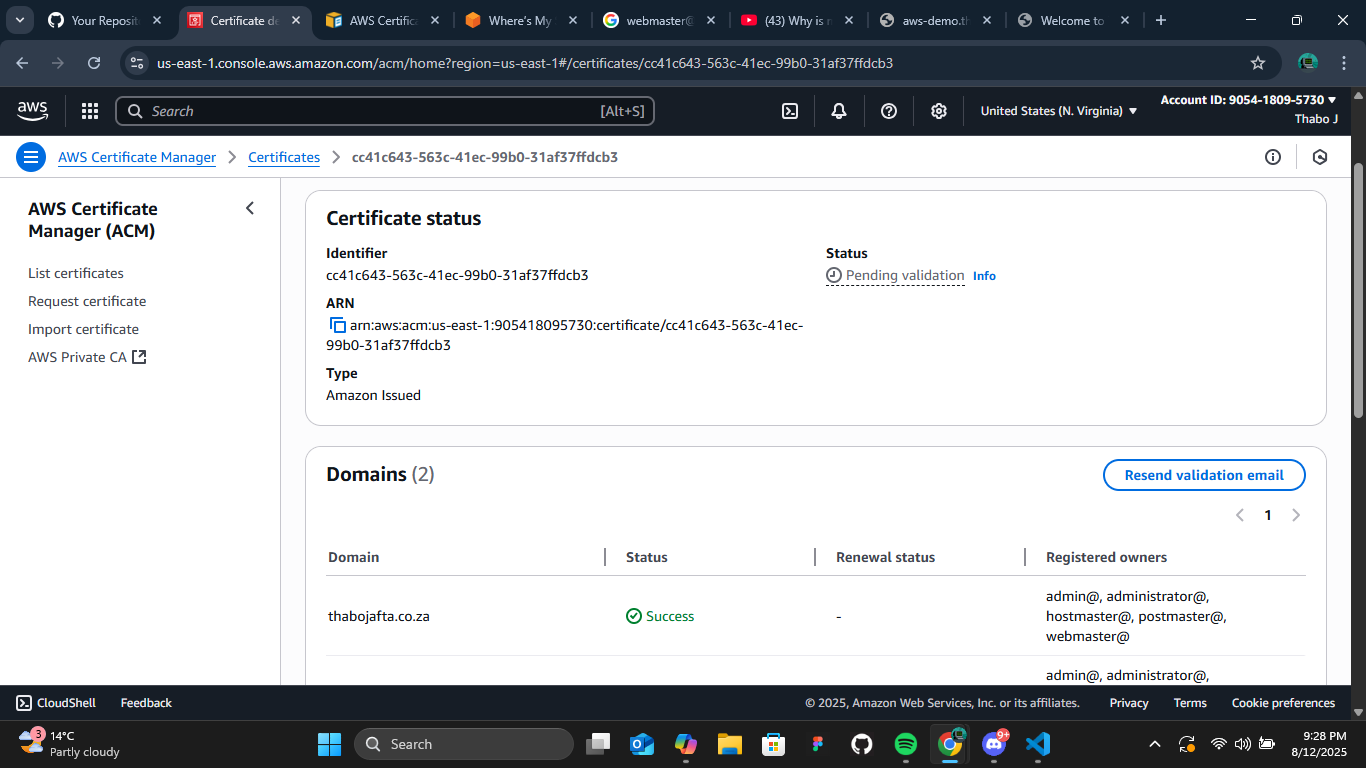 Your Reposit
Certificate de
AWS Certifica
Where's My
webmaster@
(43) Why is n
aws-demo.th
Welcome to
us-east-1.console.aws.amazon.com/acm/home?region=us-east-1#/certificates/cc41c643-563c-41ec-99b0-31af37ffdcb3
aws
Search
[Alt+S]
United States (N. Virginia)
Account ID: 9054-1809-5730
Thabo J
AWS Certificate Manager
Certificates
cc41c643-563c-41ec-99b0-31af37ffdcb3
AWS Certificate
Manager (ACM)
List certificates
Request certificate
Import certificate
AWS Private CA
Certificate status
Identifier
cc41c643-563c-41ec-99b0-31af37ffdcb3
ARN
arn:aws:acm:us-east-1:905418095730:certificate/cc41c643-563c-41ec-
99b0-31af37ffdcb3
Type
Amazon Issued
Status
Pending validation Info
Domains (2)
Resend validation email
1
Domain
Status
Renewal status
Registered owners
thabojafta.co.za
Success
-
admin@, administrator@,
hostmaster@, postmaster@,
webmaster@
admin@, administrator@,
CloudShell
Feedback
© 2025, Amazon Web Services, Inc. or its affiliates.
Privacy
Terms
Cookie preferences
3
14°C
Partly cloudy
Search
9+
9:28 PM
8/12/2025